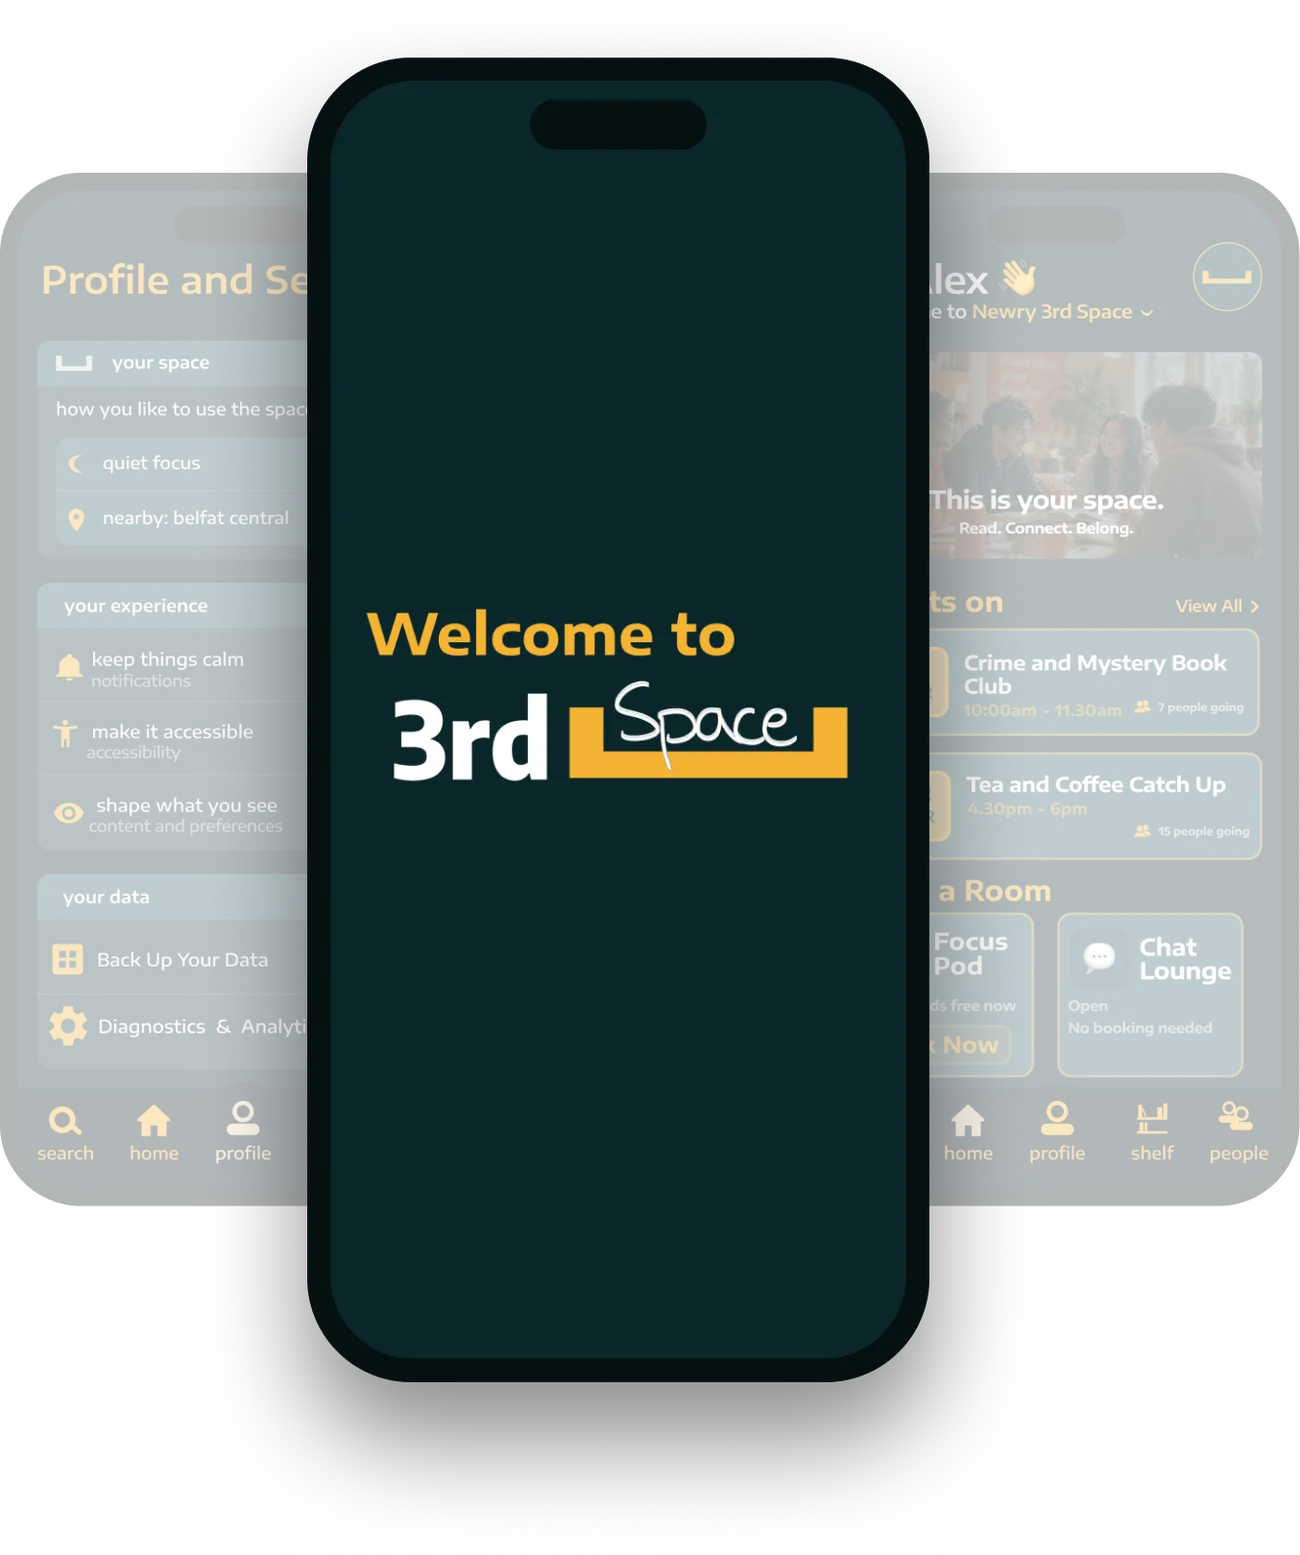 Profile and Se
your space
how you like to use the spac
quiet focus
nearby: belfat central
your experience
keep things calm
notifications
make it accessible
accessibility
shape what you see
content and preferences
your data
Back Up Your Data
Diagnostics & Analyti
search home profile
Welcome to
3rd Space
lex 👋
e to Newry 3rd Space
This is your space.
Read. Connect. Belong.
ts on
View All
Crime and Mystery Book
Club
10:00am - 11.30am 7 people going
Tea and Coffee Catch Up
4.30pm - 6pm
15 people going
a Room
Focus
Pod
ds free now
Now
Chat
Lounge
Open
No booking needed
home profile shelf people